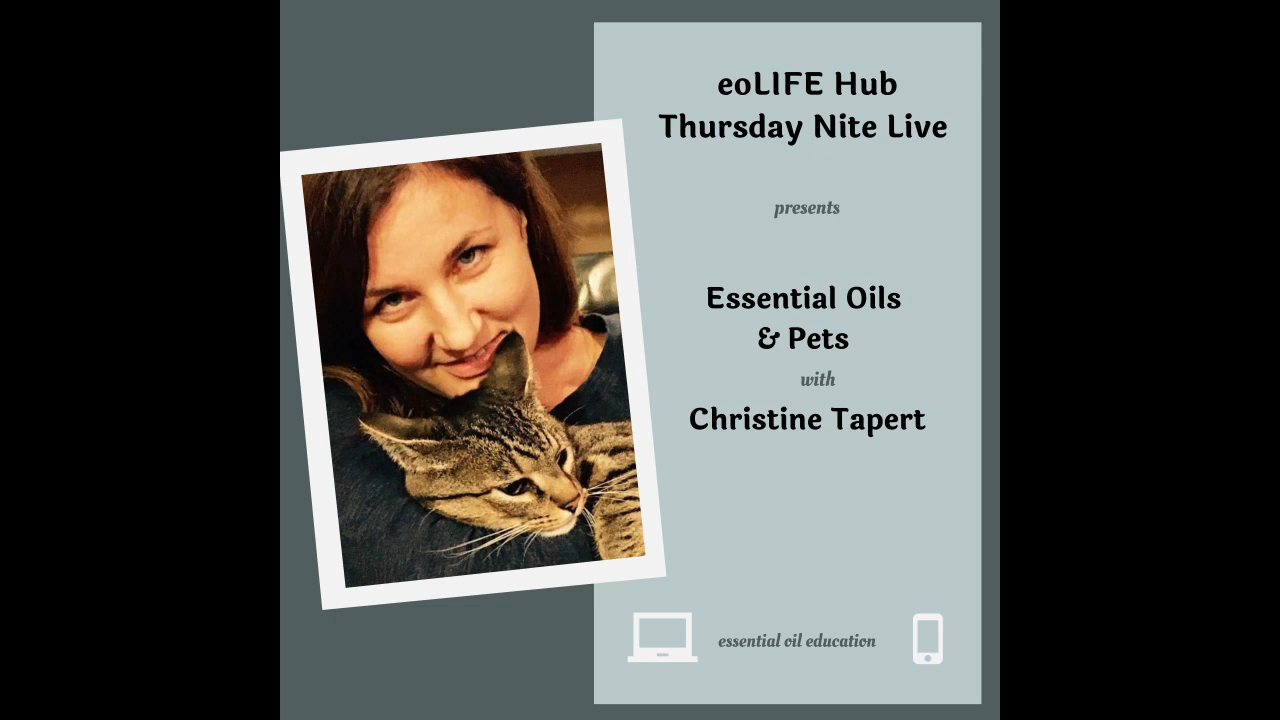 eoLIFE Hub
Thursday Nite Live
presents
Essential Oils
& Pets
with
Christine Tapert
essential oil education